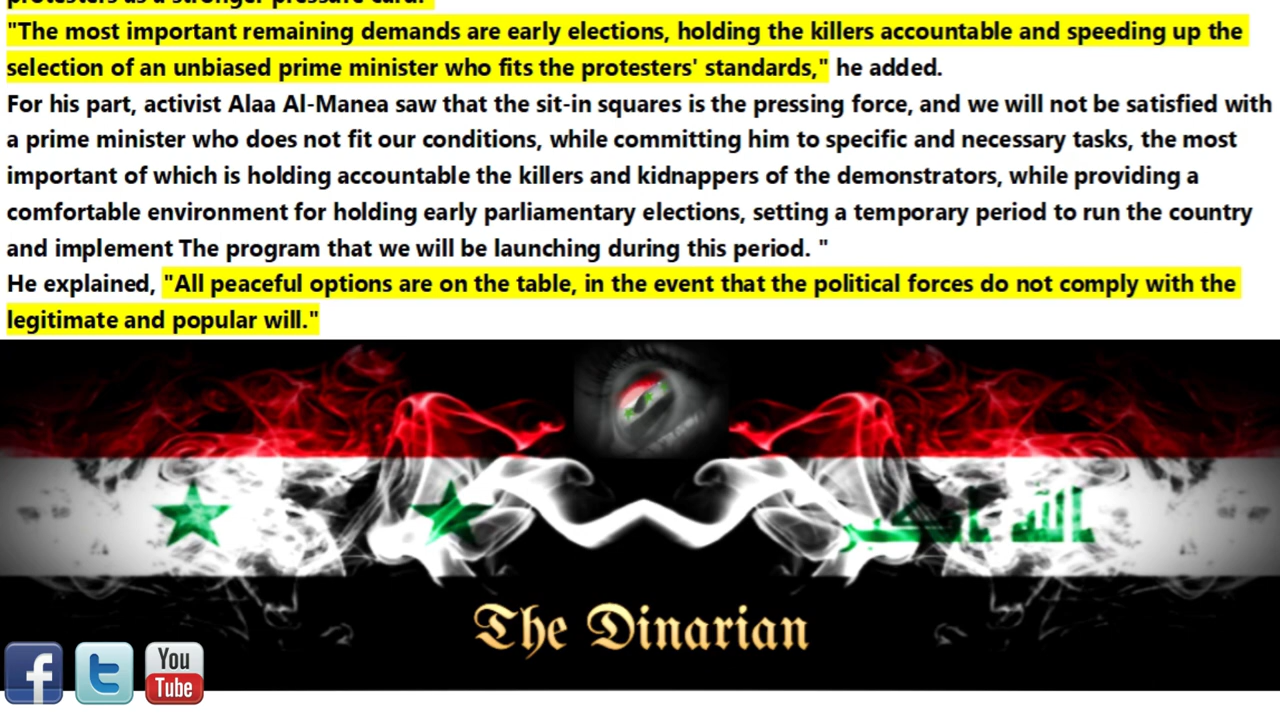 protesters as a stronger pressure card."
"The most important remaining demands are early elections, holding the killers accountable and speeding up the
selection of an unbiased prime minister who fits the protesters' standards," he added.
For his part, activist Alaa Al-Manea saw that the sit-in squares is the pressing force, and we will not be satisfied with
a prime minister who does not fit our conditions, while committing him to specific and necessary tasks, the most
important of which is holding accountable the killers and kidnappers of the demonstrators, while providing a
comfortable environment for holding early parliamentary elections, setting a temporary period to run the country
and implement The program that we will be launching during this period. "
He explained, "All peaceful options are on the table, in the event that the political forces do not comply with the
legitimate and popular will."
الله اكبر
The Dinarian
f t You
Tube